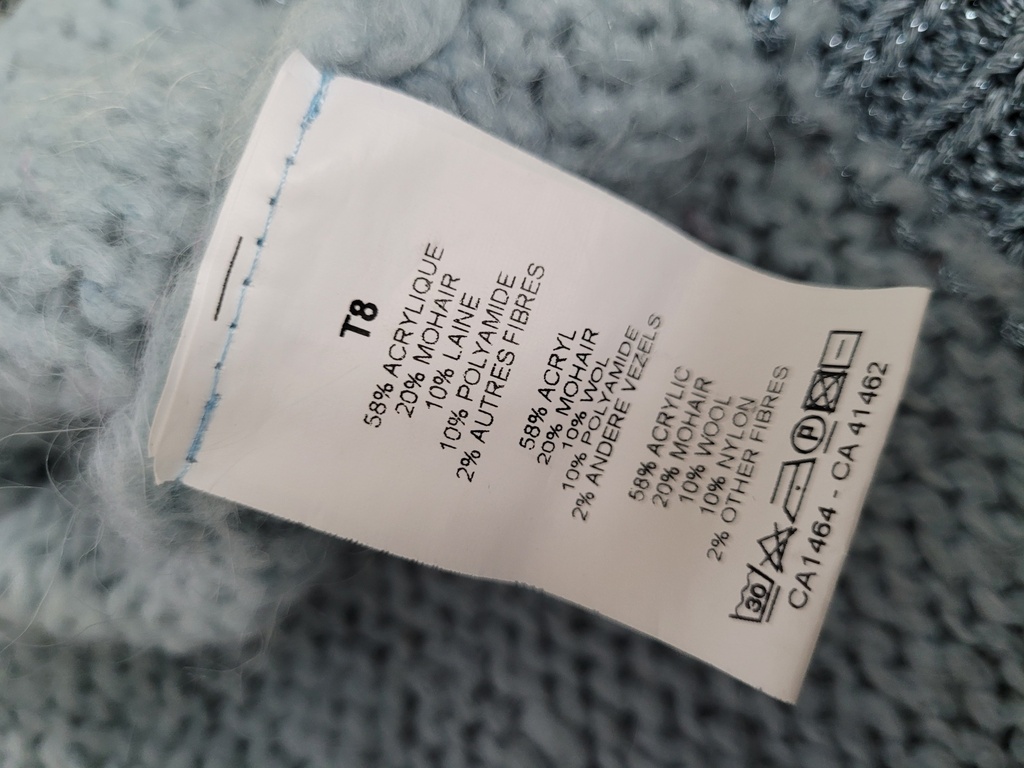 T8
58% ACRYLIQUE
20% MOHAIR
10% LAINE
10% POLYAMIDE
2% AUTRES FIBRES
58% ACRYL
20% MOHAIR
10% WOL
10% POLYAMIDE
2% ANDERE VEZELS
58% ACRYLIC
20% MOHAIR
10% WOOL
10% NYLON
2% OTHER FIBRES
30 P
CA1464 - CA 41462